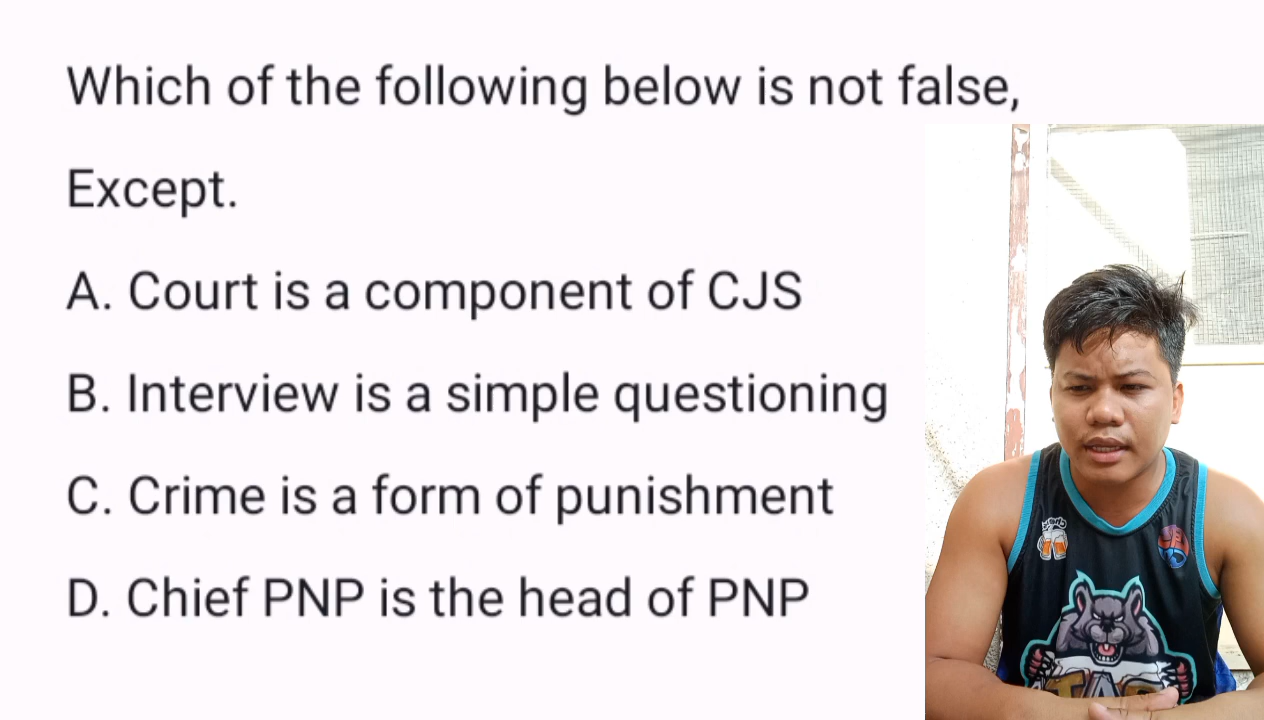 Which of the following below is not false,
Except.
A. Court is a component of CJS
B. Interview is a simple questioning
C. Crime is a form of punishment
D. Chief PNP is the head of PNP